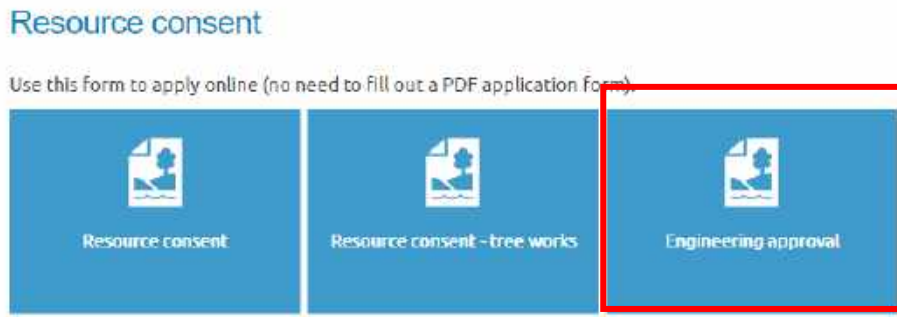 Resource consent
Use this form to apply online (no need to fill out a PDF application form).
Resource consent
Resource consent - tree works
Engineering approval